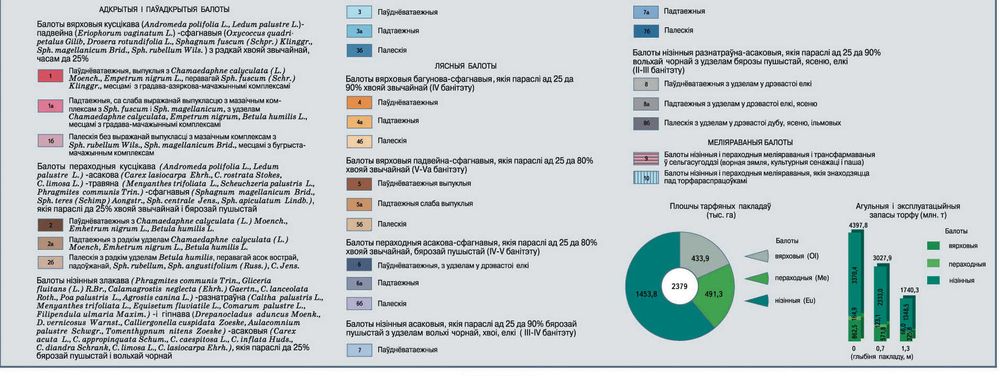 АДКРЫТЫЯ І ПАЎАДКРЫТЫЯ БАЛОТЫ
Балоты вярховыя кусцікава (Andromeda polifolia L., Ledum palustre L.)-
падвейна (Eriophorum vaginatum L.) -сфагнавыя (Oxycoccus quadri-
petalus Gilib, Drosera rotundifolia L., Sphagnum fuscum (Schpr.) Klinggr.,
Sph. magellanicum Brid., Sph. rubellum Wils. ) з рэдкай хвояй звычайнай,
часам да 25%
1 Паўднёватаежныя, выпуклыя з Chamaedaphne calyculata (L.)
Moench., Empetrum nigrum L., перавагай Sph. fuscum (Schr.)
Klinggr., месцамі з градава-азяркова-мачажыннымі комплексамі
1а Падтаежныя, са слаба выражанай выпукласцю з мазаічным ком-
плексам з Sph. fuscum і Sph. magellanicum, з удзелам
Chamaedaphne calyculata, Empetrum nigrum, Betula humilis L.,
месцамі з градава-мачажыннымі комплексамі
1б Палескія без выражанай выпукласці з мазаічным комплексам з
Sph. rubellum Wils., Sph. magellanicum Brid., месцамі з бугрыста-
мачажынным комплексам
Балоты пераходныя кусцікава (Andromeda polifolia L., Ledum
palustre L.) -асакова (Carex lasiocarpa Ehrh., C. rostrata Stokes,
C. limosa L.) -травяна (Menyanthes trifoliata L., Scheuchzeria palustris L.,
Phragmites communis Trin.) -сфагнавыя (Sphagnum magellanicum Brid.,
Sph. teres (Schimp) Aongstr., Sph. centrale Jens., Sph. apiculatum Lindb.),
якія параслі да 25% хвояй звычайнай і бярозай пушыстай
2 Паўднёватаежныя з Chamaedaphne calyculata (L.) Moench.,
Emhetrum nigrum L., Betula humilis L.
2а Падтаежныя з рэдкім удзелам Chamaedaphne calyculata (L.)
Moench, Emhetrum nigrum L., Betula humilis L.
2б Палескія з рэдкім удзелам Betula humilis, перавагай асок вострай,
падоўжанай, Sph. rubellum, Sph. angustifolium (Russ.), C. Jens.
Балоты нізінныя злакава (Phragmites communis Trin., Gliceria
fluitans (L.) R.Br., Calamagrostis neglecta (Ehrh.) Gaertn., C. lanceolata
Roth., Poa palustris L., Agrostis canina L.) -разнатраўна (Caltha palustris L.,
Menyanthes trifoliata L., Equisetum fluviatile L., Comarum palustre L.,
Filipendula ulmaria Maxim.) -і гіпнава (Drepanocladus aduncus Moenk.,
D. vernicosus Warnst., Calliergonella cuspidata Zoeske, Aulacomnium
palustre Schwgr., Tomenthypnum nitens Zoeske) -асаковыя (Carex
acuta L., C. appropinquata Schum., C. caespitosa L., C. inflata Huds.,
C. diandra Schrank, C. limosa L., C. lasiocarpa Ehrh.), якія параслі да 25%
бярозай пушыстай і вольхай чорнай
3 Паўднёватаежныя
3а Падтаежныя
3б Палескія
ЛЯСНЫЯ БАЛОТЫ
Балоты вярховыя багунова-сфагнавыя, якія параслі ад 25 да
90% хвояй звычайнай (IV банітэту)
4 Паўднёватаежныя
4а Падтаежныя
4б Палескія
Балоты вярховыя падвейна-сфагнавыя, якія параслі ад 25 да 80%
хвояй звычайнай (V-Va банітэту)
5 Паўднёватаежныя выпуклыя
5а Падтаежныя слаба выпуклыя
5б Палескія
Балоты пераходныя асакова-сфагнавыя, якія параслі ад 25 да 80%
хвояй звычайнай, бярозай пушыстай (IV-V банітэту)
6 Паўднёватаежныя, з удзелам у дрэвастоі елкі
6а Падтаежныя
6б Палескія
Балоты нізінныя асаковыя, якія параслі ад 25 да 90% бярозай
пушыстай з удзелам вольхі чорнай, хвоі, елкі ( III-IV банітэту)
7 Паўднёватаежныя
7а Падтаежныя
7б Палескія
Балоты нізінныя разнатраўна-асаковыя, якія параслі ад 25 да 90%
вольхай чорнай з удзелам бярозы пушыстай, ясеню, елкі
(II-III банітэту)
8 Паўднёватаежныя з удзелам у дрэвастоі елкі
8а Падтаежныя з удзелам у дрэвастоі елкі, ясеню
8б Палескія з удзелам у дрэвастоі дубу, ясеню, ільмовых
МЕЛІЯРАВАНЫЯ БАЛОТЫ
9 Балоты нізінныя і пераходныя меліяраваныя і трансфармаваныя
ў сельгасугоддзі (ворная зямля, культурныя сенажаці і паша)
10 Балоты нізінныя і пераходныя меліяраваныя, якія знаходзяцца
пад торфараспрацоўкамі
Плошчы тарфяных пакладаў
(тыс. га)
433,9
491,3
1453,8
2379
Балоты
вярховыя (Ol)
пераходныя (Me)
нізінныя (Eu)
Агульныя і эксплуатацыйныя
запасы торфу (млн. т)
4397,8
3370,4
164,9
862,5
3027,9
2333,0
123,1
571,8
1740,3
1348,5
66,0
325,8
0 0,7 1,3
(глыбіня пакладу, м)
Балоты
вярховыя
пераходныя
нізінныя